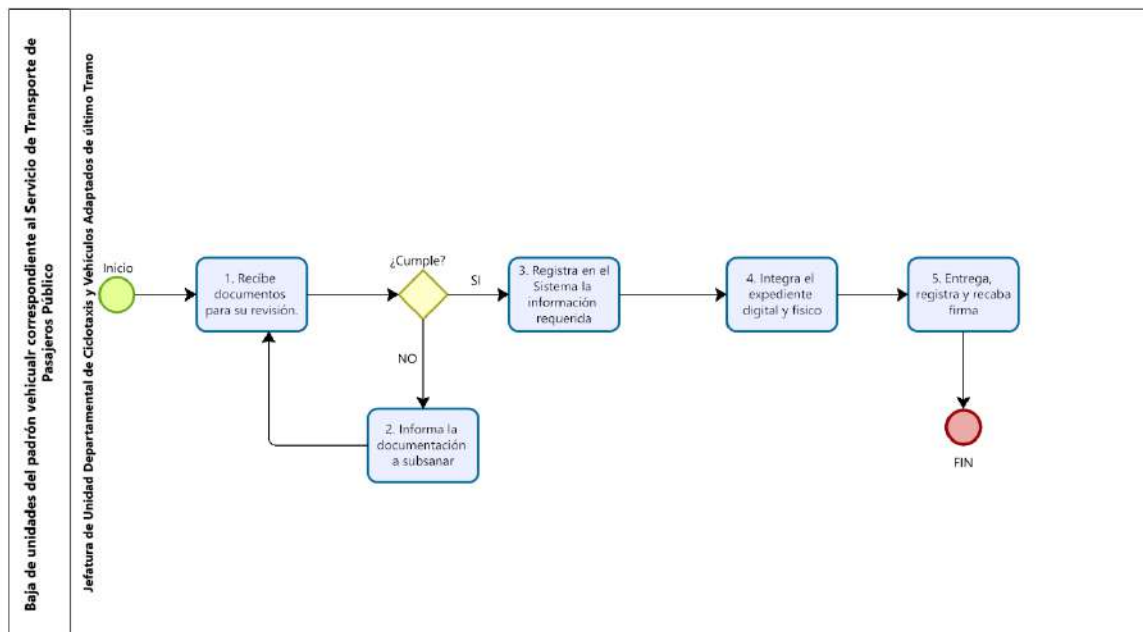 Baja de unidades del padrón vehicualr correspondiente al Servicio de Transporte de
Pasajeros Público
Jefatura de Unidad Departamental de Ciclotaxis y Vehículos Adaptados de último Tramo
Inicio
1. Recibe
documentos
para su revisión.
¿Cumple?
SI
NO
2. Informa la
documentación
a subsanar
3. Registra en el
Sistema la
información
requerida
4. Integra el
expediente
digital y físico
5. Entrega,
registra y recaba
firma
FIN